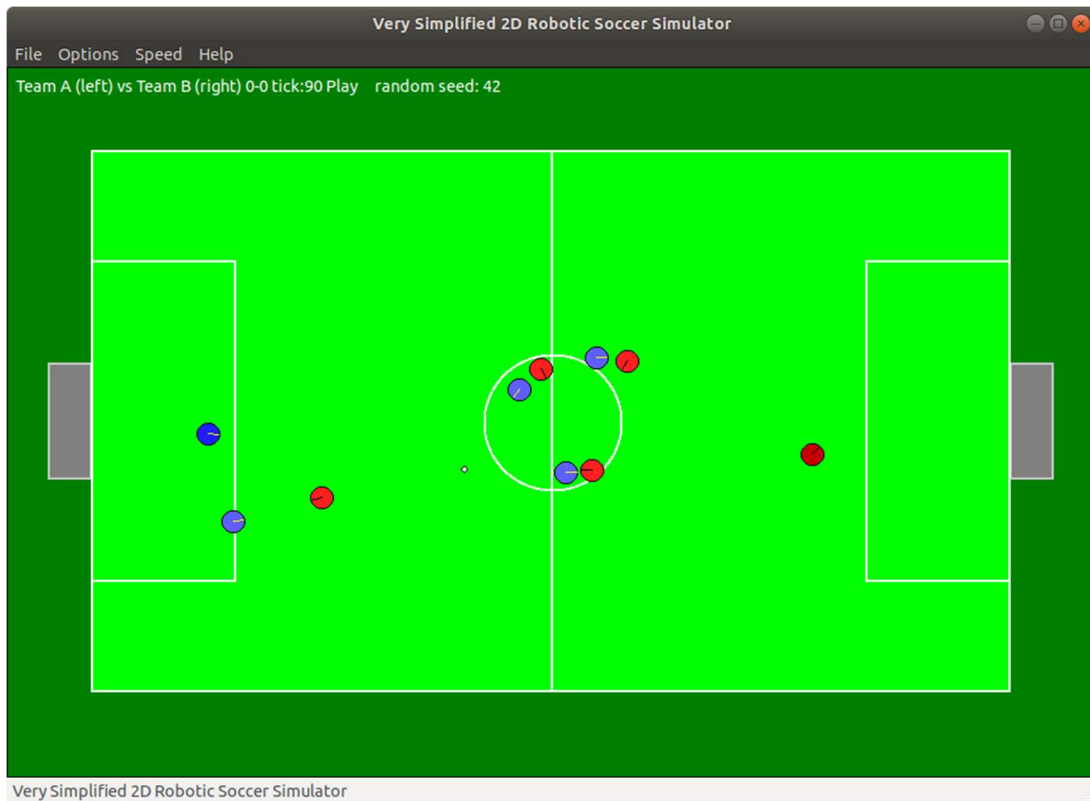 Very Simplified 2D Robotic Soccer Simulator
File Options Speed Help
Team A (left) vs Team B (right) 0-0 tick:90 Play random seed: 42
Very Simplified 2D Robotic Soccer Simulator